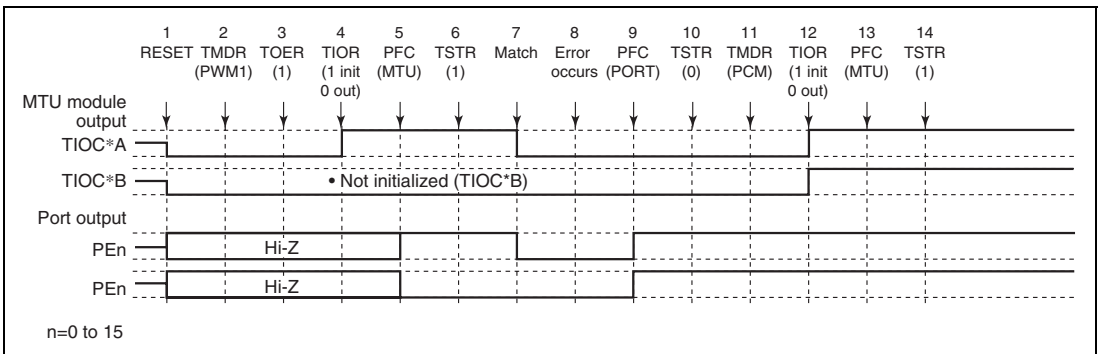 1 2 3 4 5 6 7 8 9 10 11 12 13 14
RESET TMDR TOER TIOR PFC TSTR Match Error PFC TSTR TMDR TIOR PFC TSTR
(PWM1) (1) (1 init (MTU) (1) occurs (PORT) (0) (PCM) (1 init (MTU) (1)
0 out) 0 out)
MTU module
output
TIOC*A
TIOC*B • Not initialized (TIOC*B)
Port output
PEn Hi-Z
PEn Hi-Z
n=0 to 15